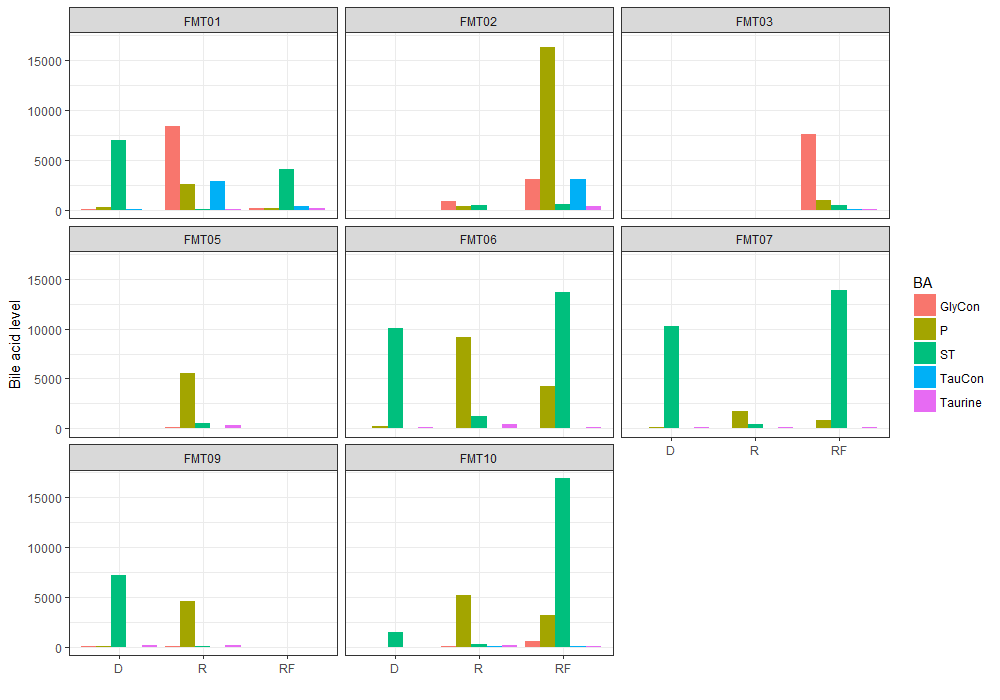 FMT01 FMT02 FMT03
15000
10000
5000
0
FMT05 FMT06 FMT07
15000
10000
5000
0
D R RF
FMT09 FMT10
15000
10000
5000
0
D R RF D R RF
Bile acid level
BA
GlyCon
P
ST
TauCon
Taurine